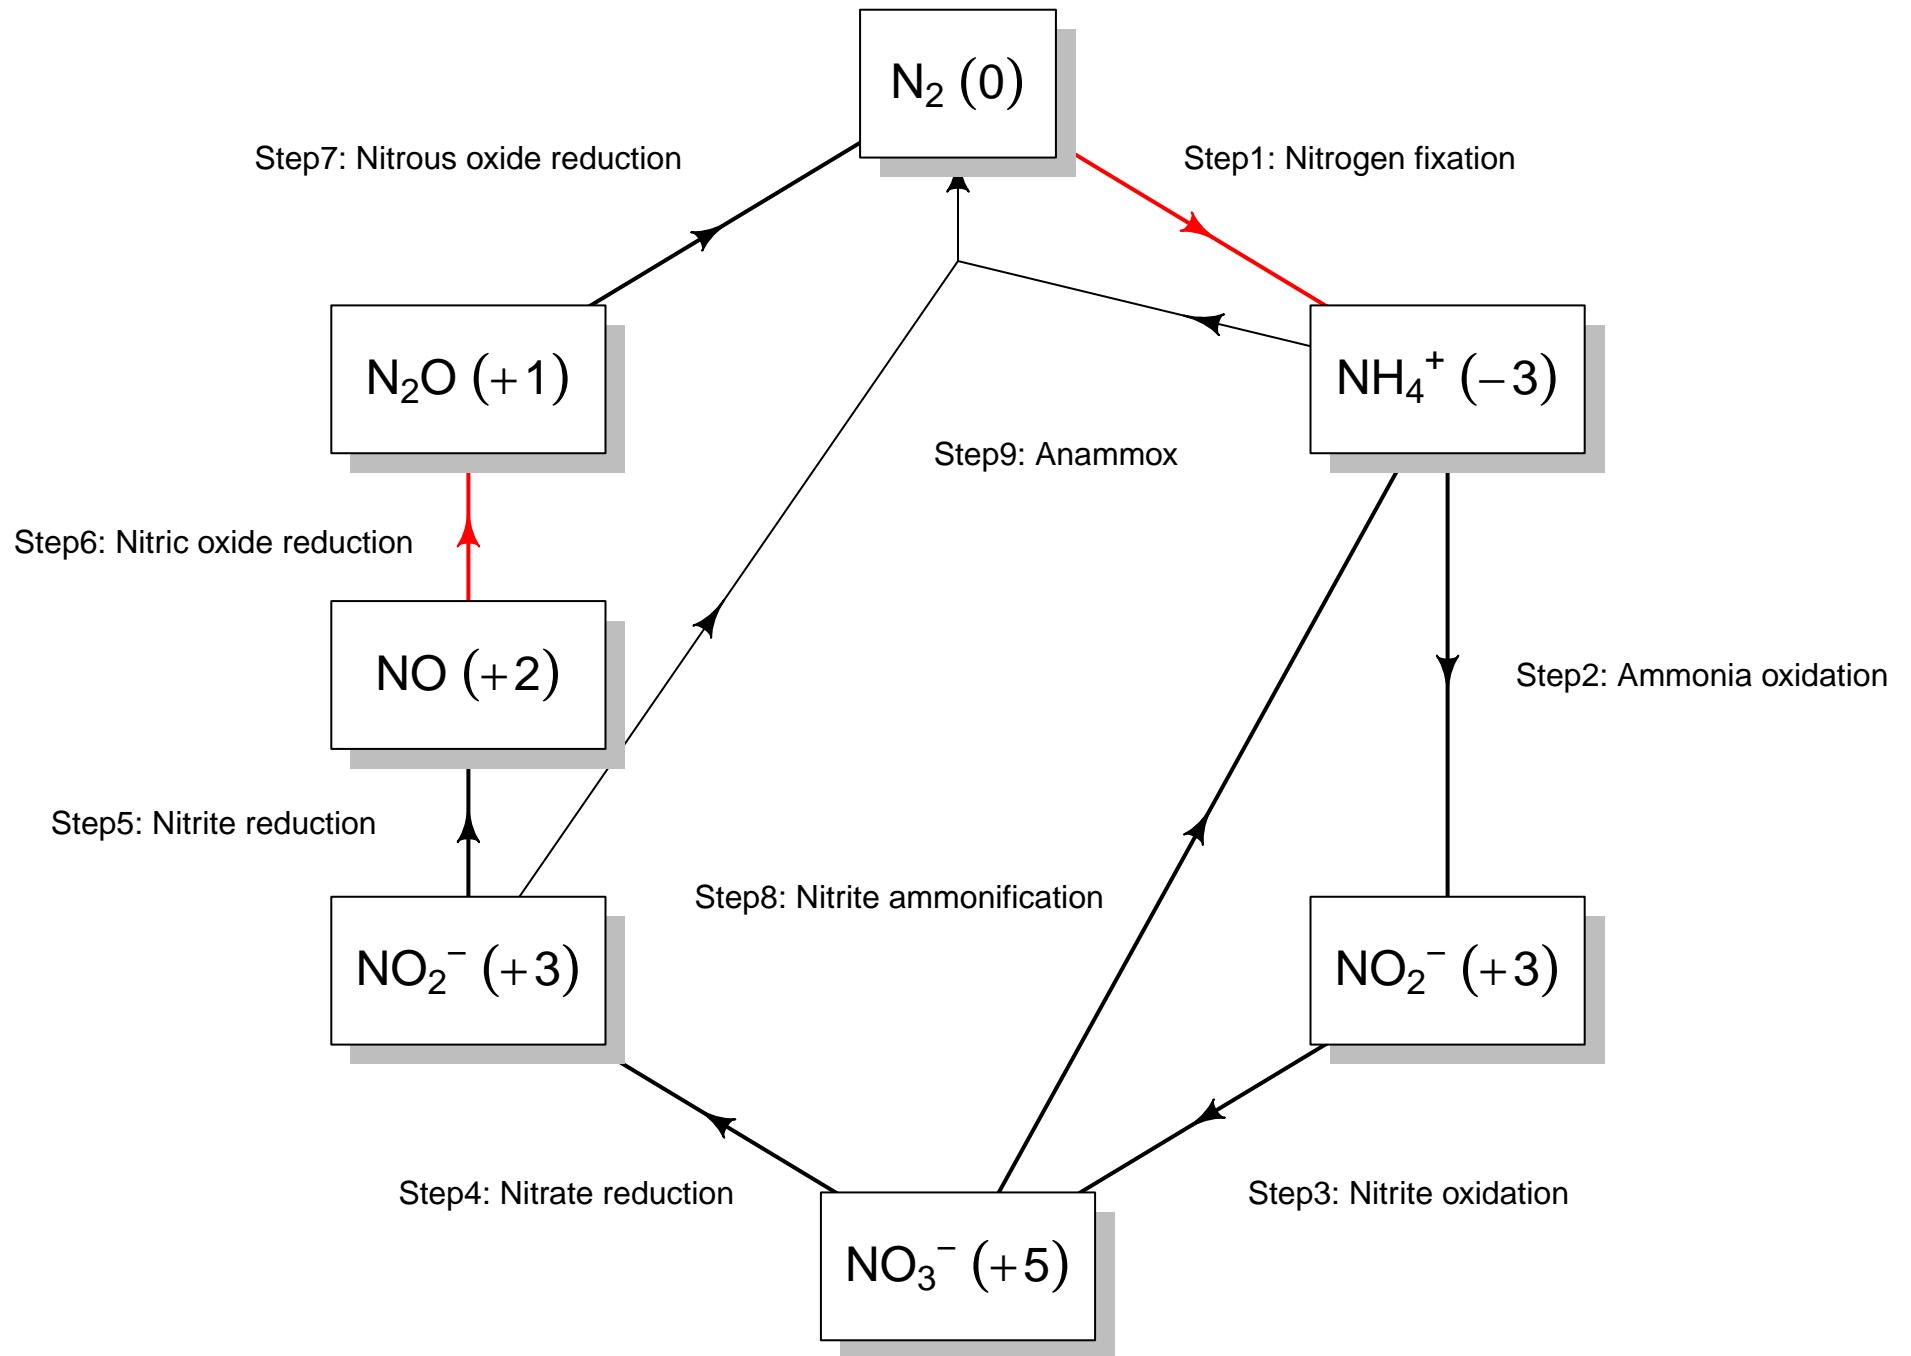 N₂ (0)
Step7: Nitrous oxide reduction
Step1: Nitrogen fixation
N₂O (+1)
NH₄⁺ (−3)
Step9: Anammox
Step6: Nitric oxide reduction
NO (+2)
Step2: Ammonia oxidation
Step5: Nitrite reduction
Step8: Nitrite ammonification
NO₂⁻ (+3)
NO₂⁻ (+3)
Step4: Nitrate reduction
Step3: Nitrite oxidation
NO₃⁻ (+5)